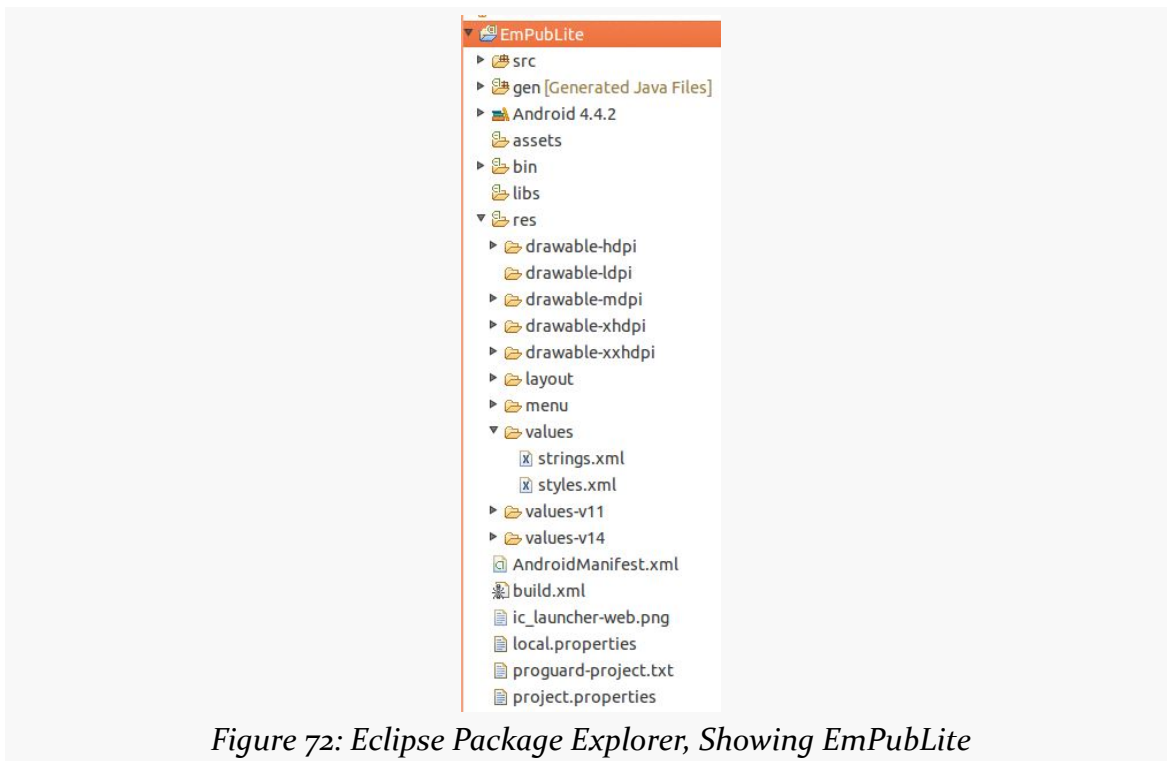 EmPubLite
src
gen [Generated Java Files]
Android 4.4.2
assets
bin
libs
res
drawable-hdpi
drawable-ldpi
drawable-mdpi
drawable-xhdpi
drawable-xxhdpi
layout
menu
values
strings.xml
styles.xml
values-v11
values-v14
AndroidManifest.xml
build.xml
ic_launcher-web.png
local.properties
proguard-project.txt
project.properties
Figure 72: Eclipse Package Explorer, Showing EmPubLite